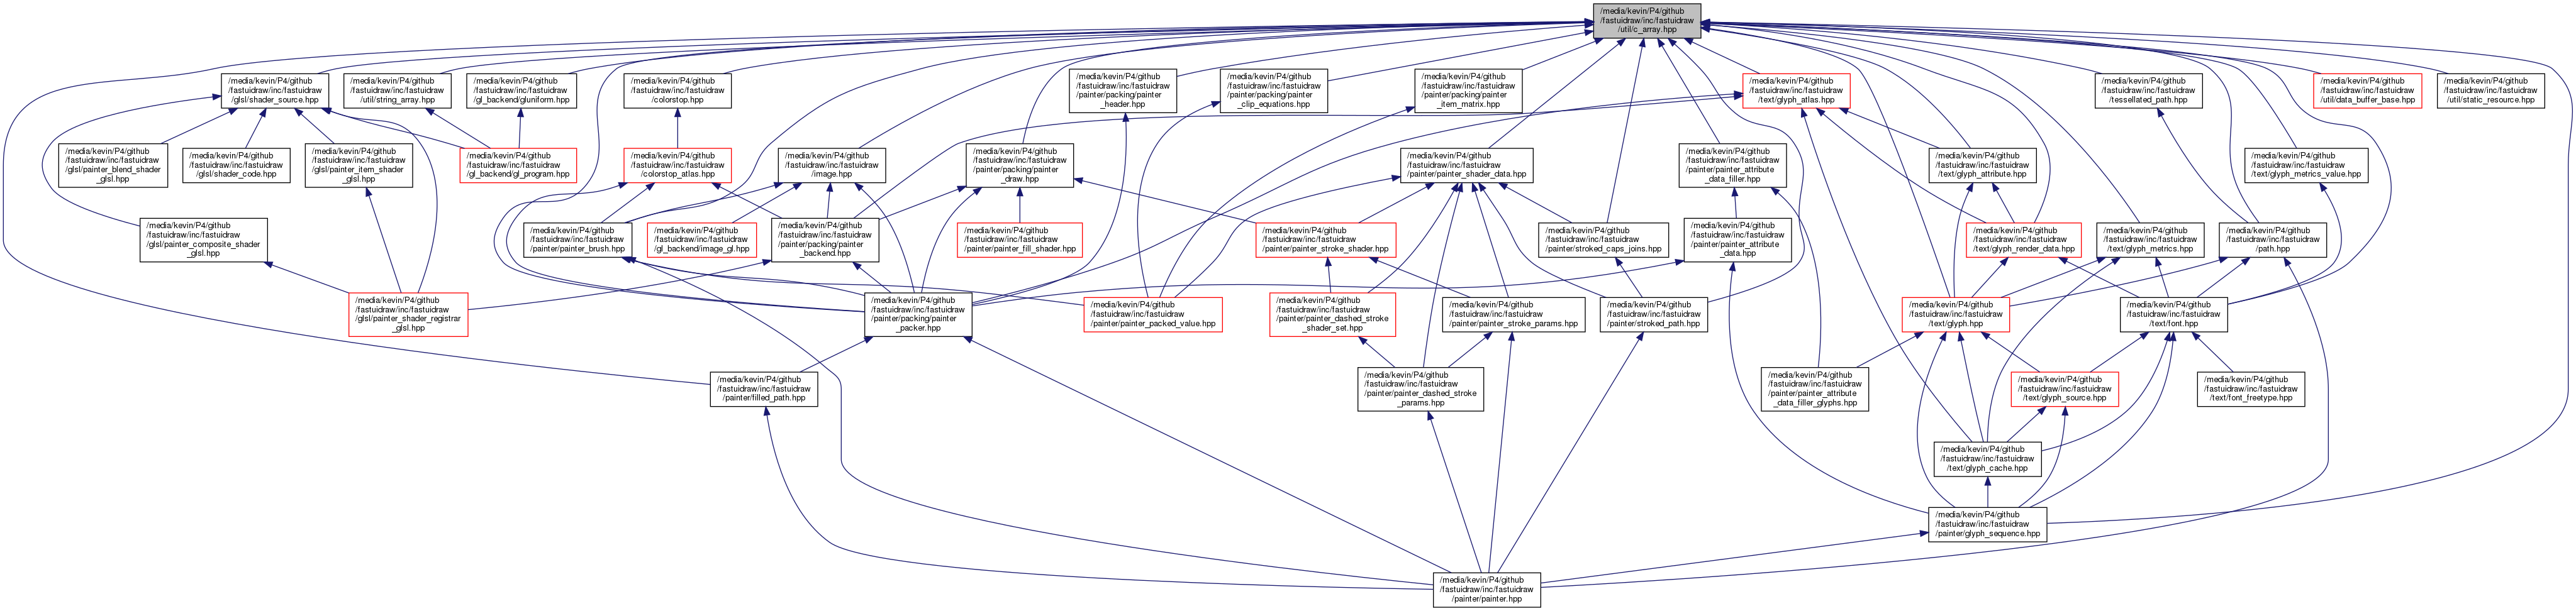 /media/kevin/P4/github
/fastuidraw/inc/fastuidraw
/util/c_array.hpp
/media/kevin/P4/github
/fastuidraw/inc/fastuidraw
/glsl/shader_source.hpp
/media/kevin/P4/github
/fastuidraw/inc/fastuidraw
/util/string_array.hpp
/media/kevin/P4/github
/fastuidraw/inc/fastuidraw
/gl_backend/gluniform.hpp
/media/kevin/P4/github
/fastuidraw/inc/fastuidraw
/colorstop.hpp
/media/kevin/P4/github
/fastuidraw/inc/fastuidraw
/painter/packing/painter
_header.hpp
/media/kevin/P4/github
/fastuidraw/inc/fastuidraw
/painter/packing/painter
_clip_equations.hpp
/media/kevin/P4/github
/fastuidraw/inc/fastuidraw
/painter/packing/painter
_item_matrix.hpp
/media/kevin/P4/github
/fastuidraw/inc/fastuidraw
/text/glyph_atlas.hpp
/media/kevin/P4/github
/fastuidraw/inc/fastuidraw
/tessellated_path.hpp
/media/kevin/P4/github
/fastuidraw/inc/fastuidraw
/util/data_buffer_base.hpp
/media/kevin/P4/github
/fastuidraw/inc/fastuidraw
/util/static_resource.hpp
/media/kevin/P4/github
/fastuidraw/inc/fastuidraw
/glsl/painter_blend_shader
_glsl.hpp
/media/kevin/P4/github
/fastuidraw/inc/fastuidraw
/glsl/shader_code.hpp
/media/kevin/P4/github
/fastuidraw/inc/fastuidraw
/glsl/painter_item_shader
_glsl.hpp
/media/kevin/P4/github
/fastuidraw/inc/fastuidraw
/gl_backend/gl_program.hpp
/media/kevin/P4/github
/fastuidraw/inc/fastuidraw
/colorstop_atlas.hpp
/media/kevin/P4/github
/fastuidraw/inc/fastuidraw
/image.hpp
/media/kevin/P4/github
/fastuidraw/inc/fastuidraw
/painter/packing/painter
_draw.hpp
/media/kevin/P4/github
/fastuidraw/inc/fastuidraw
/painter/painter_shader_data.hpp
/media/kevin/P4/github
/fastuidraw/inc/fastuidraw
/painter/painter_attribute
_data_filler.hpp
/media/kevin/P4/github
/fastuidraw/inc/fastuidraw
/text/glyph_attribute.hpp
/media/kevin/P4/github
/fastuidraw/inc/fastuidraw
/text/glyph_metrics_value.hpp
/media/kevin/P4/github
/fastuidraw/inc/fastuidraw
/glsl/painter_composite_shader
_glsl.hpp
/media/kevin/P4/github
/fastuidraw/inc/fastuidraw
/painter/painter_brush.hpp
/media/kevin/P4/github
/fastuidraw/inc/fastuidraw
/gl_backend/image_gl.hpp
/media/kevin/P4/github
/fastuidraw/inc/fastuidraw
/painter/packing/painter
_backend.hpp
/media/kevin/P4/github
/fastuidraw/inc/fastuidraw
/painter/painter_fill_shader.hpp
/media/kevin/P4/github
/fastuidraw/inc/fastuidraw
/painter/painter_stroke_shader.hpp
/media/kevin/P4/github
/fastuidraw/inc/fastuidraw
/painter/stroked_caps_joins.hpp
/media/kevin/P4/github
/fastuidraw/inc/fastuidraw
/painter/painter_attribute
_data.hpp
/media/kevin/P4/github
/fastuidraw/inc/fastuidraw
/text/glyph_render_data.hpp
/media/kevin/P4/github
/fastuidraw/inc/fastuidraw
/text/glyph_metrics.hpp
/media/kevin/P4/github
/fastuidraw/inc/fastuidraw
/path.hpp
/media/kevin/P4/github
/fastuidraw/inc/fastuidraw
/glsl/painter_shader_registrar
_glsl.hpp
/media/kevin/P4/github
/fastuidraw/inc/fastuidraw
/painter/packing/painter
_packer.hpp
/media/kevin/P4/github
/fastuidraw/inc/fastuidraw
/painter/painter_packed_value.hpp
/media/kevin/P4/github
/fastuidraw/inc/fastuidraw
/painter/painter_dashed_stroke
_shader_set.hpp
/media/kevin/P4/github
/fastuidraw/inc/fastuidraw
/painter/painter_stroke_params.hpp
/media/kevin/P4/github
/fastuidraw/inc/fastuidraw
/painter/stroked_path.hpp
/media/kevin/P4/github
/fastuidraw/inc/fastuidraw
/text/glyph.hpp
/media/kevin/P4/github
/fastuidraw/inc/fastuidraw
/text/font.hpp
/media/kevin/P4/github
/fastuidraw/inc/fastuidraw
/painter/filled_path.hpp
/media/kevin/P4/github
/fastuidraw/inc/fastuidraw
/painter/painter_dashed_stroke
_params.hpp
/media/kevin/P4/github
/fastuidraw/inc/fastuidraw
/painter/painter_attribute
_data_filler_glyphs.hpp
/media/kevin/P4/github
/fastuidraw/inc/fastuidraw
/text/glyph_source.hpp
/media/kevin/P4/github
/fastuidraw/inc/fastuidraw
/text/font_freetype.hpp
/media/kevin/P4/github
/fastuidraw/inc/fastuidraw
/text/glyph_cache.hpp
/media/kevin/P4/github
/fastuidraw/inc/fastuidraw
/painter/glyph_sequence.hpp
/media/kevin/P4/github
/fastuidraw/inc/fastuidraw
/painter/painter.hpp